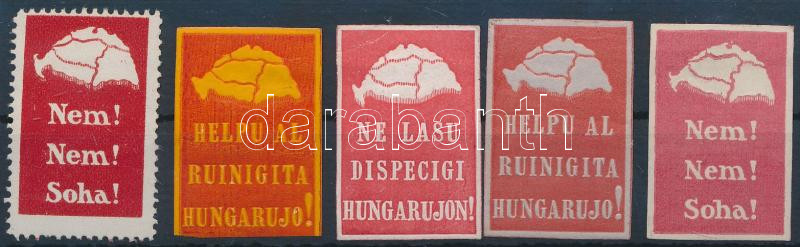 Nem!
Nem!
Soha!
HELPU AL
RUINIGITA
HUNGARUJO!
NE LASU
DISPECIGI
HUNGARUJON!
HELPU AL
RUINIGITA
HUNGARUJO!
Nem!
Nem!
Soha!
darabanth